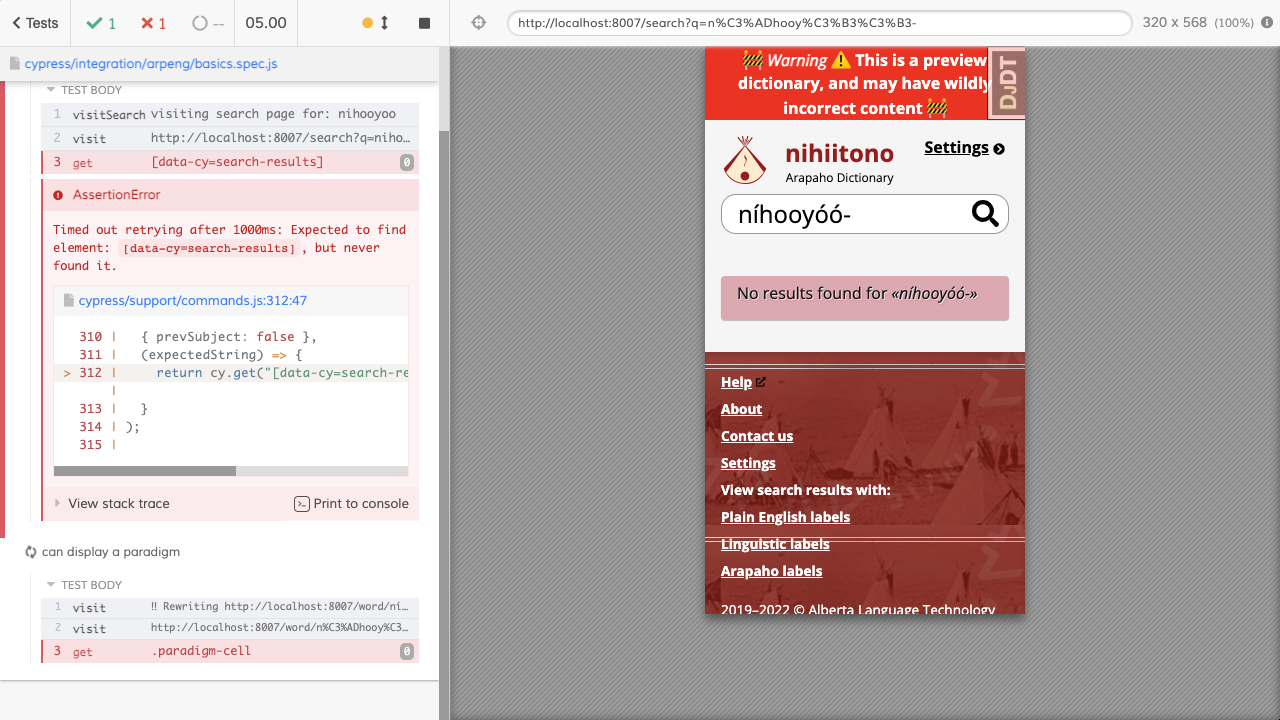 Tests
1
1
--
05.00
cypress/integration/arpeng/basics.spec.js
TEST BODY
1 visitSearch visiting search page for: nihooyoo
2 visit http://localhost:8007/search?q=niho…
3 get [data-cy=search-results] 0
AssertionError
Timed out retrying after 1000ms: Expected to find
element: [data-cy=search-results], but never
found it.
cypress/support/commands.js:312:47
310 | { prevSubject: false },
311 | (expectedString) => {
> 312 | return cy.get("[data-cy=search-re
|
313 | }
314 | );
315 |
View stack trace
Print to console
can display a paradigm
TEST BODY
1 visit !! Rewriting http://localhost:8007/word/ni…
2 visit http://localhost:8007/word/n%C3%ADhooy%C3…
3 get .paradigm-cell 0
http://localhost:8007/search?q=n%C3%ADhooy%C3%B3%C3%B3-
320 x 568 (100%)
🚧 Warning ⚠️ This is a preview
dictionary, and may have wildly
incorrect content 🚧
DJDT
nihiitono
Arapaho Dictionary
Settings
níhooyóó-
No results found for «níhooyóó-»
Help
About
Contact us
Settings
View search results with:
Plain English labels
Linguistic labels
Arapaho labels
2019–2022 © Alberta Language Technology